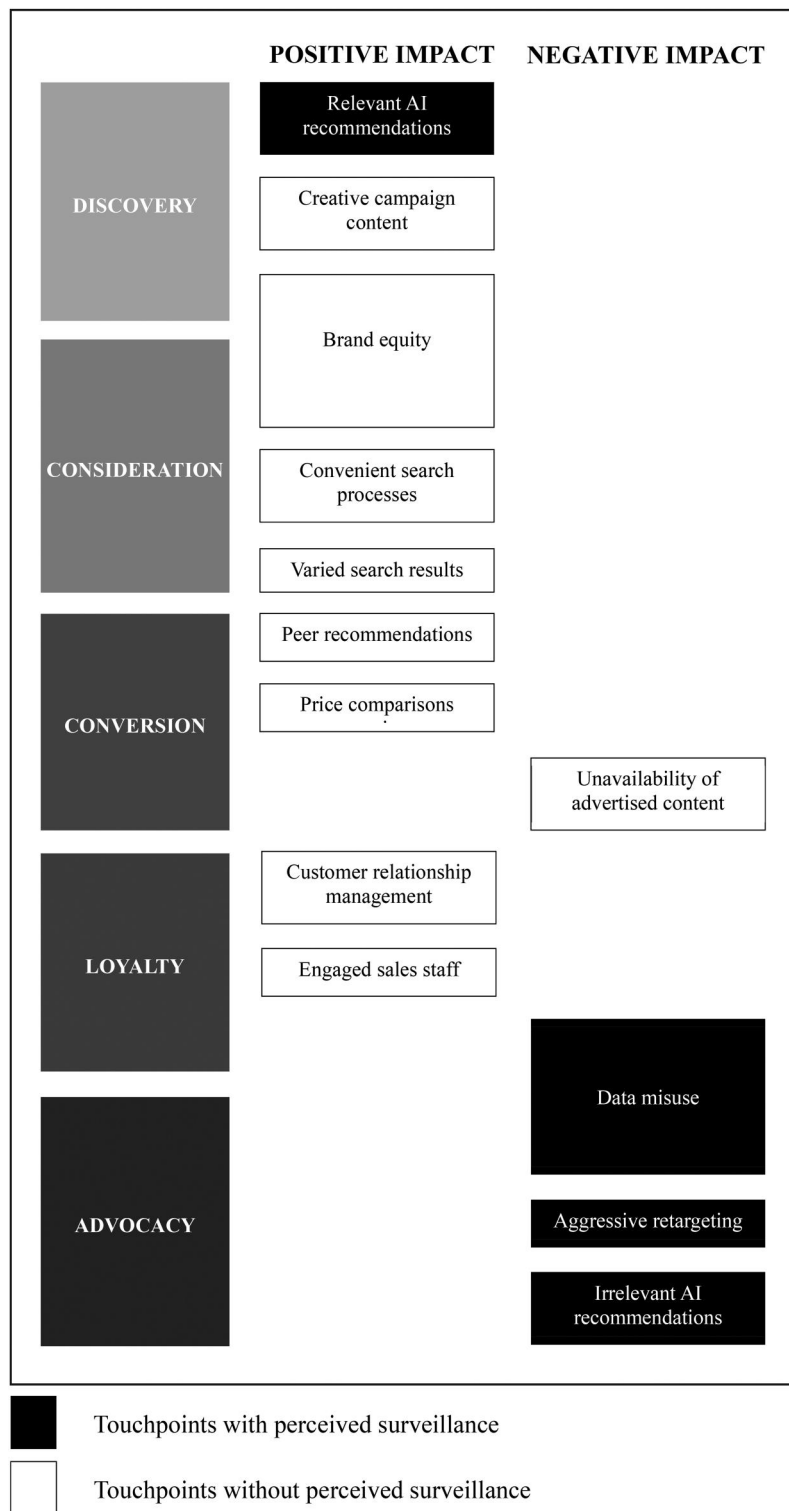 POSITIVE IMPACT
NEGATIVE IMPACT
DISCOVERY
Relevant AI
recommendations
Creative campaign
content
Brand equity
CONSIDERATION
Convenient search
processes
Varied search results
CONVERSION
Peer recommendations
Price comparisons
.
Unavailability of
advertised content
LOYALTY
Customer relationship
management
Engaged sales staff
Data misuse
ADVOCACY
Aggressive retargeting
Irrelevant AI
recommendations
Touchpoints with perceived surveillance
Touchpoints without perceived surveillance